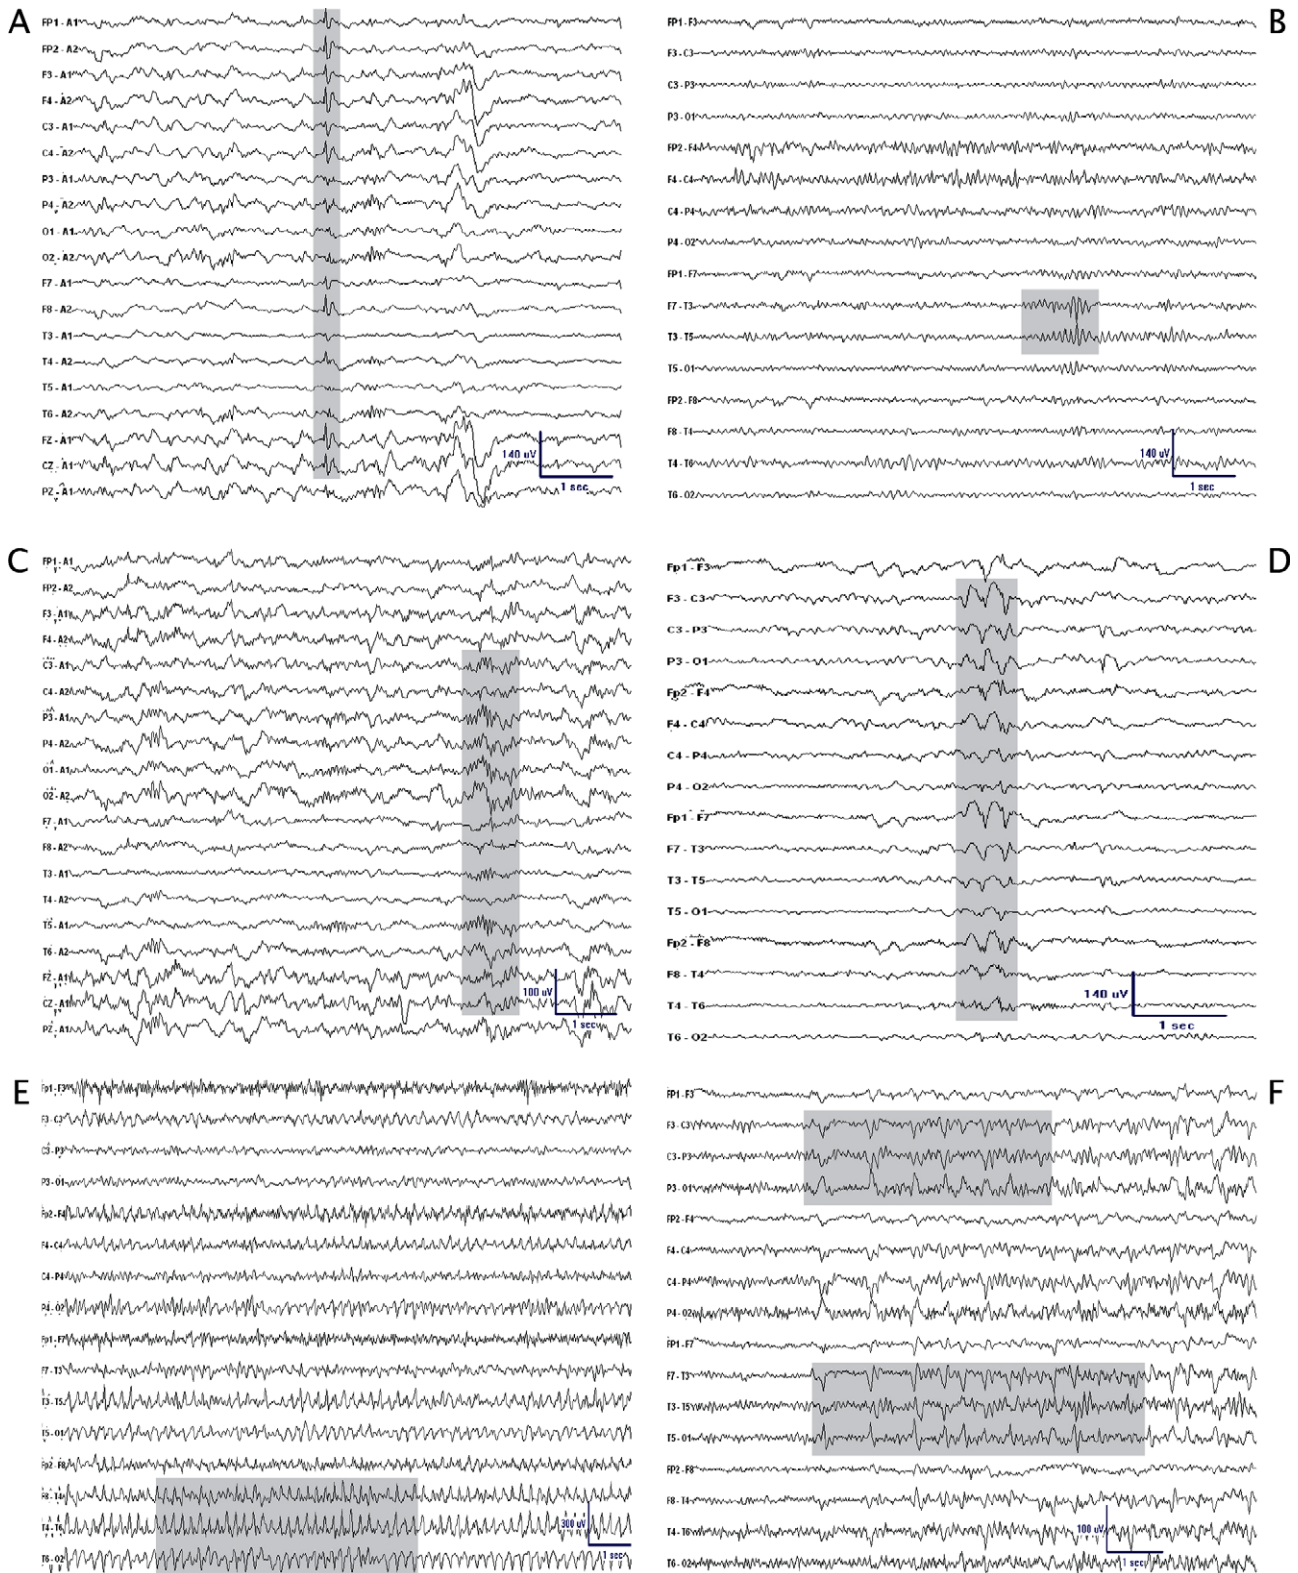 A
FP1 - A1
FP2 - A2
F3 - A1
F4 - A2
C3 - A1
C4 - A2
P3 - A1
P4 - A2
O1 - A1
O2 - A2
F7 - A1
F8 - A2
T3 - A1
T4 - A2
T5 - A1
T6 - A2
FZ - A1
CZ - A1
PZ - A1
140 uV
1 sec
B
FP1 - F3
F3 - C3
C3 - P3
P3 - O1
FP2 - F4
F4 - C4
C4 - P4
P4 - O2
FP1 - F7
F7 - T3
T3 - T5
T5 - O1
FP2 - F8
F8 - T4
T4 - T6
T6 - O2
140 uV
1 sec
C
FP1 - A1
FP2 - A2
F3 - A1
F4 - A2
C3 - A1
C4 - A2
P3 - A1
P4 - A2
O1 - A1
O2 - A2
F7 - A1
F8 - A2
T3 - A1
T4 - A2
T5 - A1
T6 - A2
FZ - A1
CZ - A1
PZ - A1
100 uV
1 sec
D
Fp1 - F3
F3 - C3
C3 - P3
P3 - O1
Fp2 - F4
F4 - C4
C4 - P4
P4 - O2
Fp1 - F7
F7 - T3
T3 - T5
T5 - O1
Fp2 - F8
F8 - T4
T4 - T6
T6 - O2
140 uV
1 sec
E
Fp1 - F3
F3 - C3
C3 - P3
P3 - O1
Fp2 - F4
F4 - C4
C4 - P4
P4 - O2
Fp1 - F7
F7 - T3
T3 - T5
T5 - O1
Fp2 - F8
F8 - T4
T4 - T6
T6 - O2
300 uV
1 sec
F
FP1 - F3
F3 - C3
C3 - P3
P3 - O1
FP2 - F4
F4 - C4
C4 - P4
P4 - O2
FP1 - F7
F7 - T3
T3 - T5
T5 - O1
FP2 - F8
F8 - T4
T4 - T6
T6 - O2
100 uV
1 sec